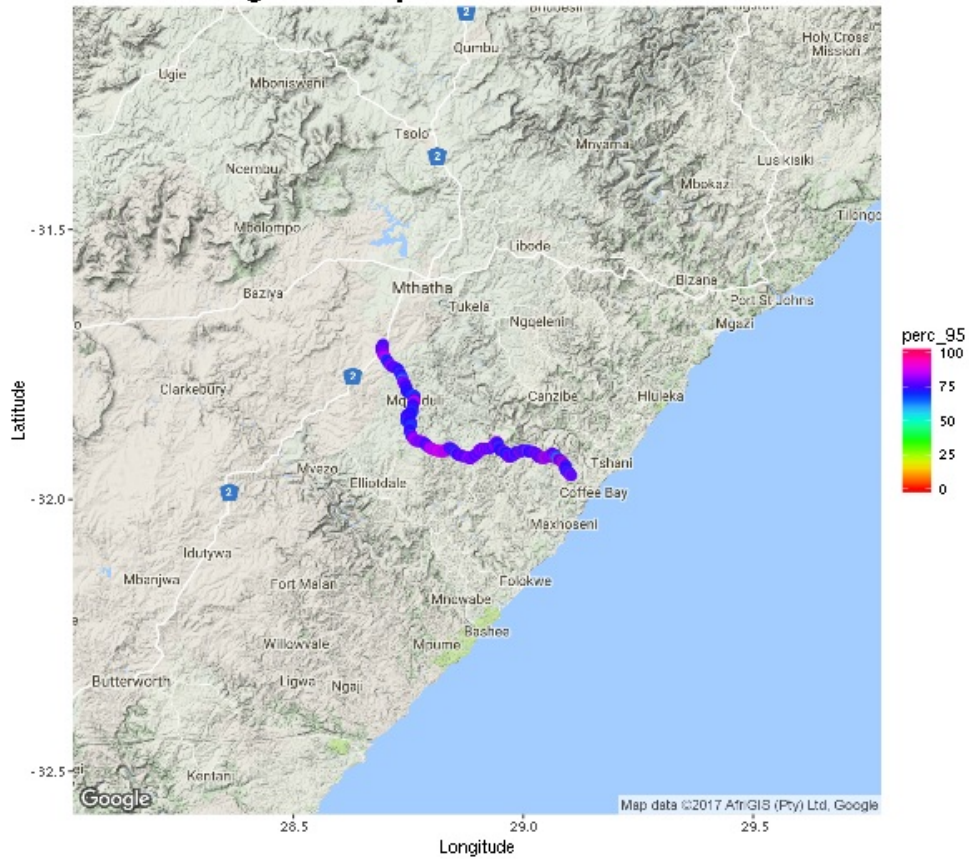 2
Qumbu
Holy Cross
Mission
Ugie
Mbonisweni
Tsolo
2
Mnyama
Lusikisiki
Ncembu
Mbokazi
Tilongo
-31.5
Mbolompo
Libode
Bizana
Mthatha
Baziya
Port St Johns
Tukela
Ngqeleni
Mgazi
perc_95
100
2
75
Clarkebury
Canzibe
Hluleka
50
Latitude
25
Mvezo
Tshani
Elliotdale
0
2
Coffee Bay
-32.0
Maxhoseni
Idutywa
Mbanjwa
Fort Malan
Folokwe
Mncwabe
Bashee
Willowvale
Mpume
Butterworth
Ligwa
Ngaji
-32.5
Kentani
Google
Map data ©2017 AfriGIS (Pty) Ltd, Google
28.5
29.0
29.5
Longitude